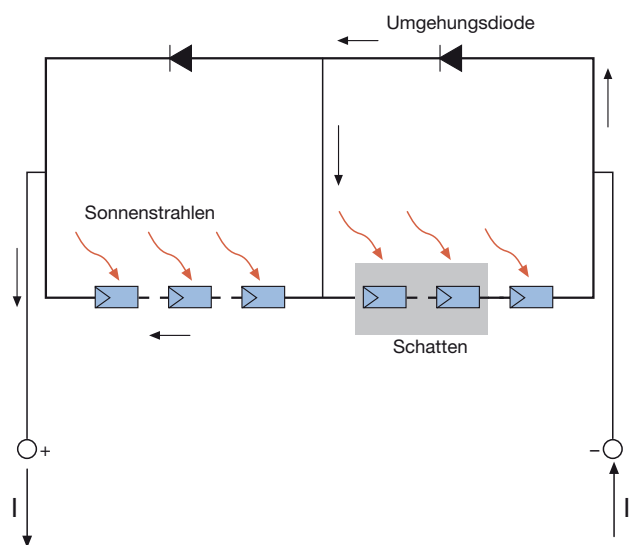 Umgehungsdiode
Sonnenstrahlen
Schatten
+
−
I
I